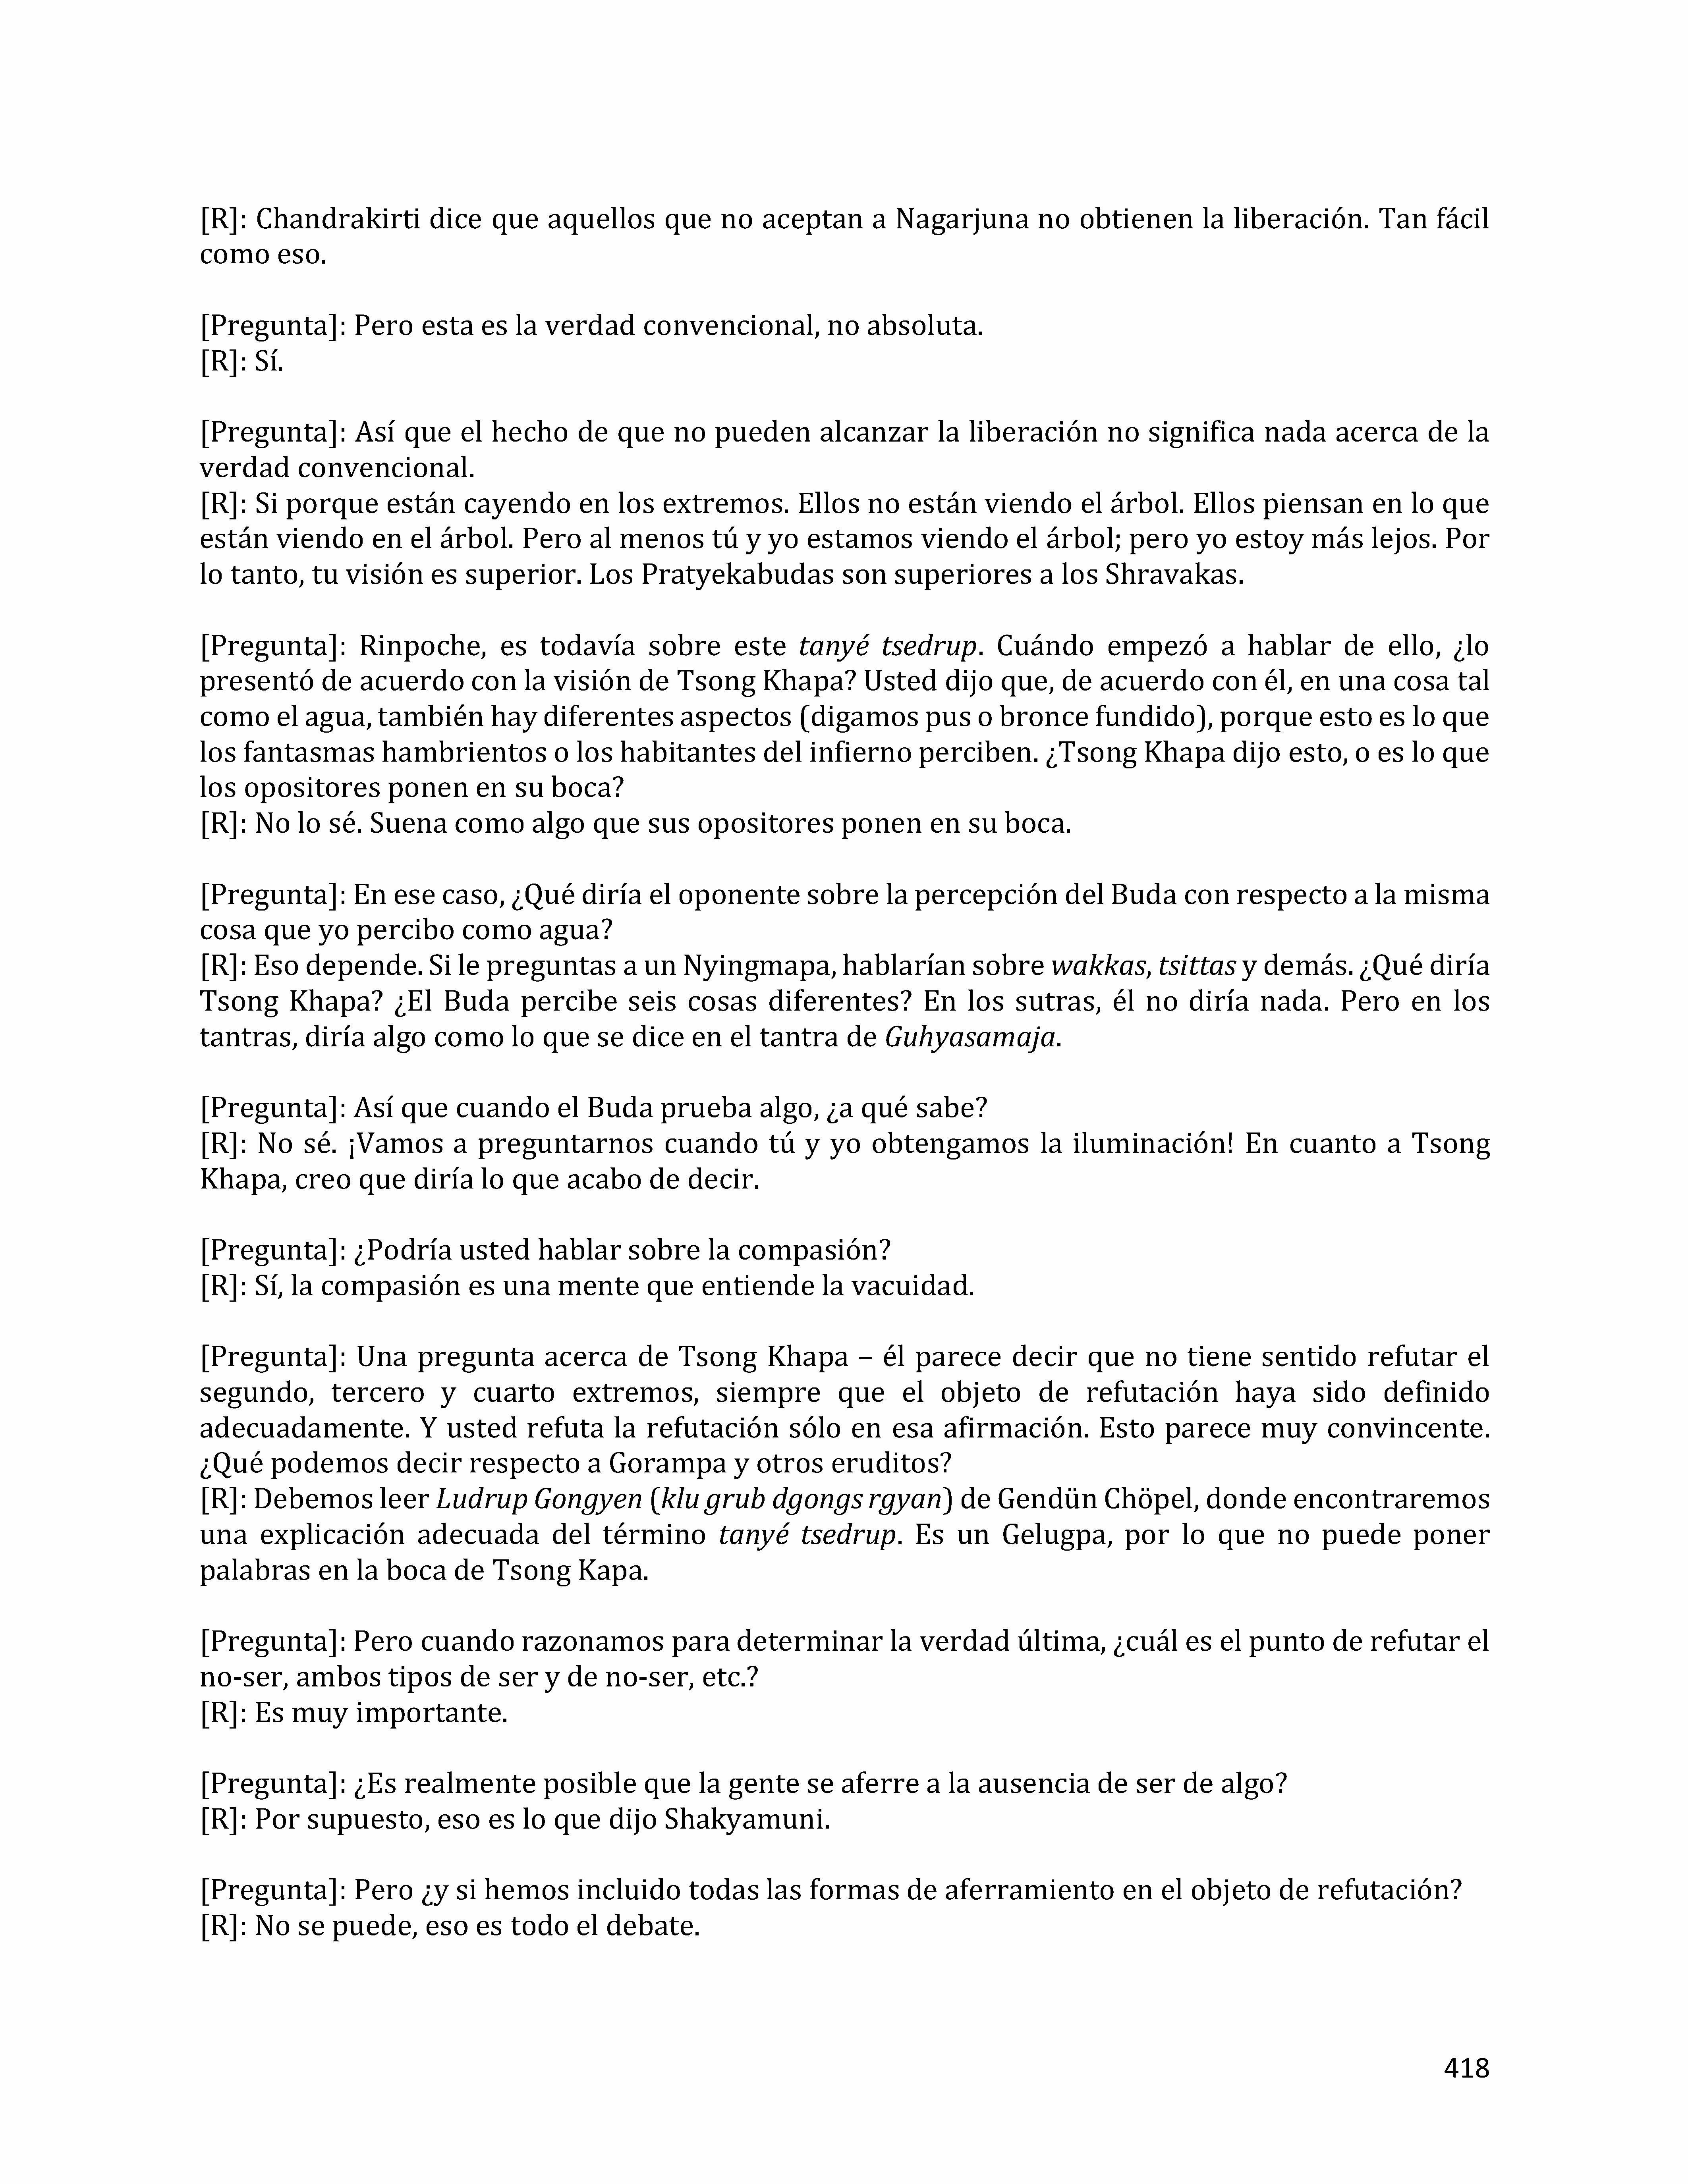 [R]: Chandrakirti dice que aquellos que no aceptan a Nagarjuna no obtienen la liberación. Tan fácil
como eso.
[Pregunta]: Pero esta es la verdad convencional, no absoluta.
[R]: Sí.
[Pregunta]: Así que el hecho de que no pueden alcanzar la liberación no significa nada acerca de la
verdad convencional.
[R]: Si porque están cayendo en los extremos. Ellos no están viendo el árbol. Ellos piensan en lo que
están viendo en el árbol. Pero al menos tú y yo estamos viendo el árbol; pero yo estoy más lejos. Por
lo tanto, tu visión es superior. Los Pratyekabudas son superiores a los Shravakas.
[Pregunta]: Rinpoche, es todavía sobre este tanyé tsedrup. Cuándo empezó a hablar de ello, ¿lo
presentó de acuerdo con la visión de Tsong Khapa? Usted dijo que, de acuerdo con él, en una cosa tal
como el agua, también hay diferentes aspectos (digamos pus o bronce fundido), porque esto es lo que
los fantasmas hambrientos o los habitantes del infierno perciben. ¿Tsong Khapa dijo esto, o es lo que
los opositores ponen en su boca?
[R]: No lo sé. Suena como algo que sus opositores ponen en su boca.
[Pregunta]: En ese caso, ¿Qué diría el oponente sobre la percepción del Buda con respecto a la misma
cosa que yo percibo como agua?
[R]: Eso depende. Si le preguntas a un Nyingmapa, hablarían sobre wakkas, tsittas y demás. ¿Qué diría
Tsong Khapa? ¿El Buda percibe seis cosas diferentes? En los sutras, él no diría nada. Pero en los
tantras, diría algo como lo que se dice en el tantra de Guhyasamaja.
[Pregunta]: Así que cuando el Buda prueba algo, ¿a qué sabe?
[R]: No sé. ¡Vamos a preguntarnos cuando tú y yo obtengamos la iluminación! En cuanto a Tsong
Khapa, creo que diría lo que acabo de decir.
[Pregunta]: ¿Podría usted hablar sobre la compasión?
[R]: Sí, la compasión es una mente que entiende la vacuidad.
[Pregunta]: Una pregunta acerca de Tsong Khapa – él parece decir que no tiene sentido refutar el
segundo, tercero y cuarto extremos, siempre que el objeto de refutación haya sido definido
adecuadamente. Y usted refuta la refutación sólo en esa afirmación. Esto parece muy convincente.
¿Qué podemos decir respecto a Gorampa y otros eruditos?
[R]: Debemos leer Ludrup Gongyen (klu grub dgongs rgyan) de Gendün Chöpel, donde encontraremos
una explicación adecuada del término tanyé tsedrup. Es un Gelugpa, por lo que no puede poner
palabras en la boca de Tsong Kapa.
[Pregunta]: Pero cuando razonamos para determinar la verdad última, ¿cuál es el punto de refutar el
no-ser, ambos tipos de ser y de no-ser, etc.?
[R]: Es muy importante.
[Pregunta]: ¿Es realmente posible que la gente se aferre a la ausencia de ser de algo?
[R]: Por supuesto, eso es lo que dijo Shakyamuni.
[Pregunta]: Pero ¿y si hemos incluido todas las formas de aferramiento en el objeto de refutación?
[R]: No se puede, eso es todo el debate.
418